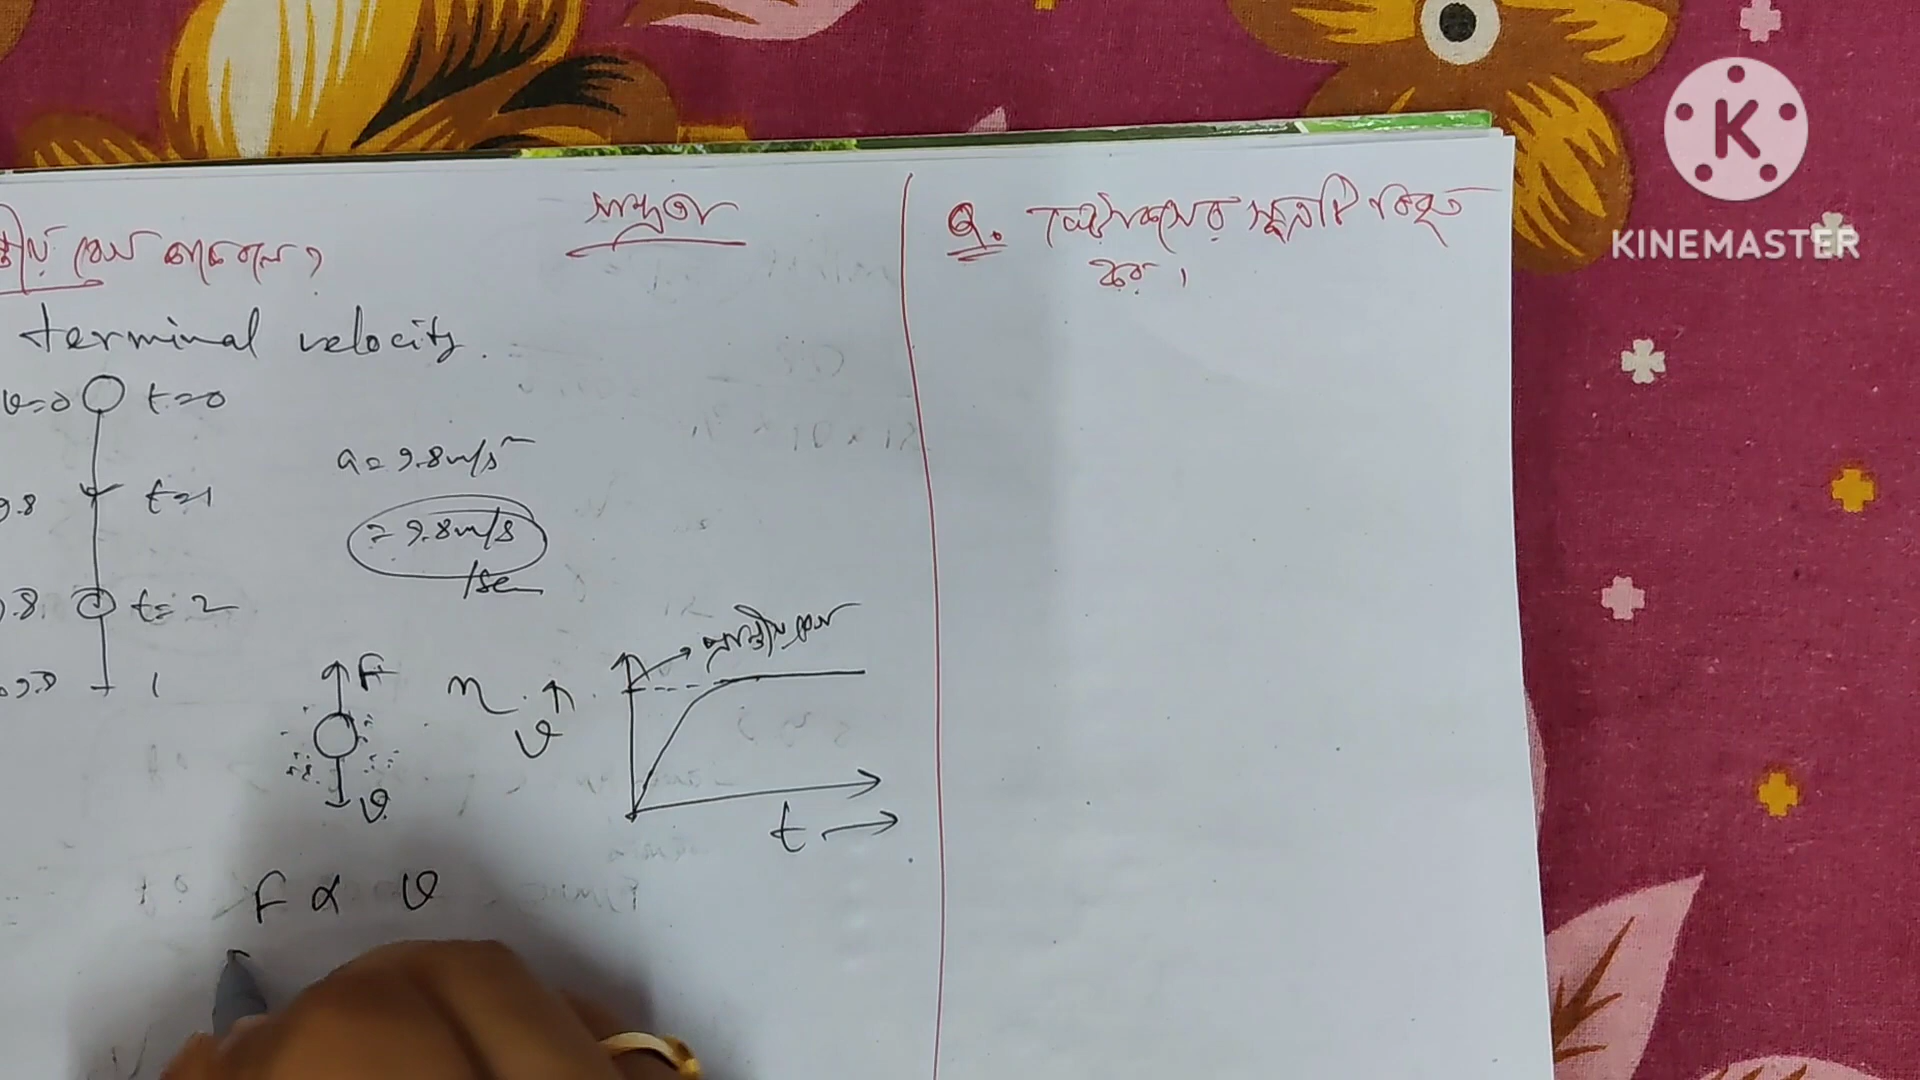 সান্দ্রতা
প্রান্তীয় বেগ কাকে বলে?
terminal velocity.
v=0 t=0
9.8 t=1
9.8 t=2
a=9.8m/s²
=9.8m/s
/sec
F
v
η
v
প্রান্তীয় বেগ
t
F ∝ v
Q. স্টোকসের সূত্রটি বিবৃত
কর।
K
KINEMASTER